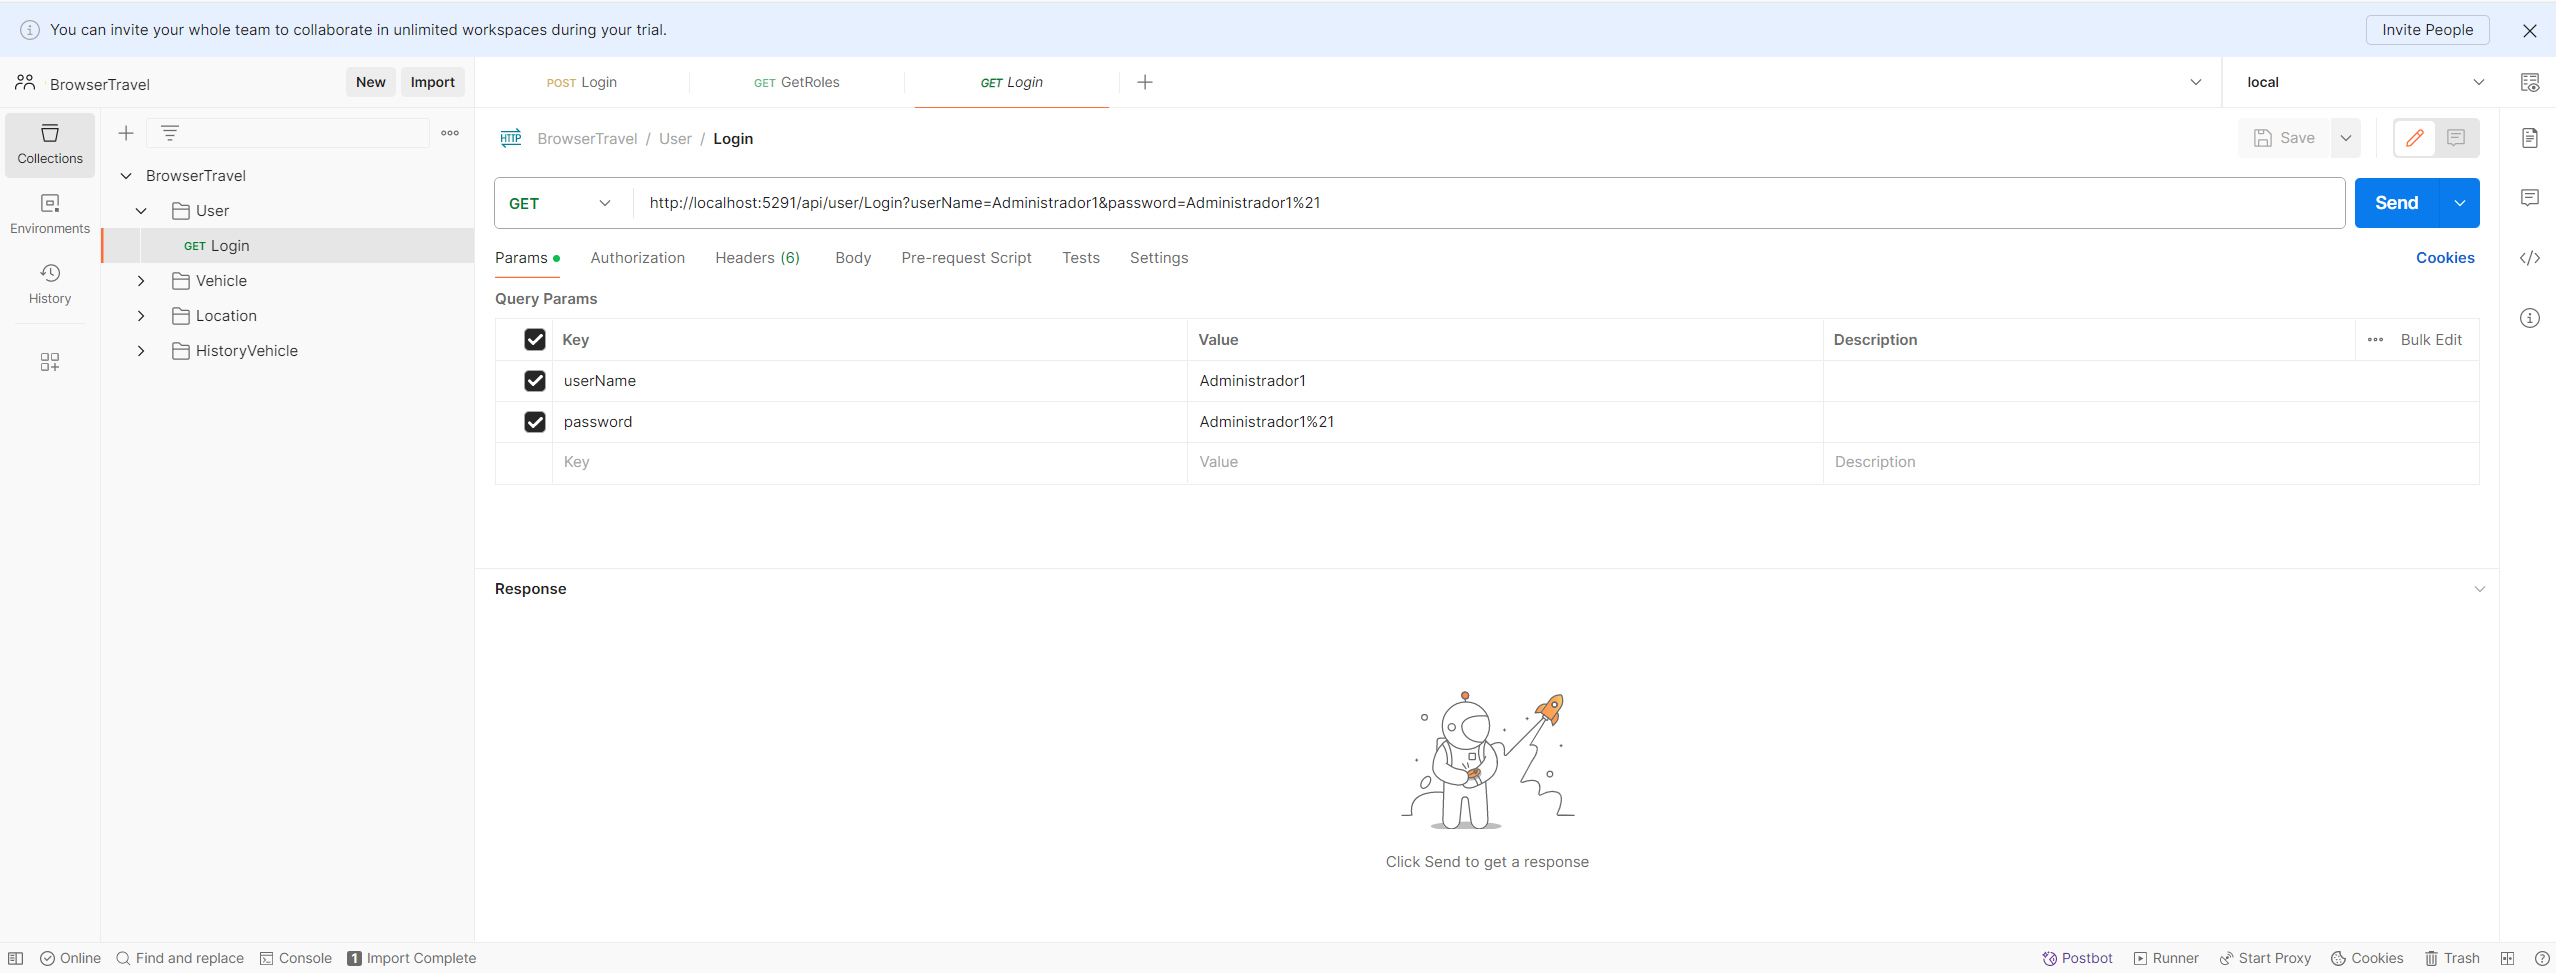 You can invite your whole team to collaborate in unlimited workspaces during your trial.
Invite People
BrowserTravel
New
Import
POST Login
GET GetRoles
GET Login
local
Collections
Environments
History
BrowserTravel
User
GET Login
Vehicle
Location
HistoryVehicle
HTTP
BrowserTravel / User / Login
Save
GET
http://localhost:5291/api/user/Login?userName=Administrador1&password=Administrador1%21
Send
Params
Authorization
Headers (6)
Body
Pre-request Script
Tests
Settings
Cookies
Query Params
Key Value Description Bulk Edit
userName Administrador1
password Administrador1%21
Key Value Description
Response
Click Send to get a response
Online
Find and replace
Console
1 Import Complete
Postbot
Runner
Start Proxy
Cookies
Trash